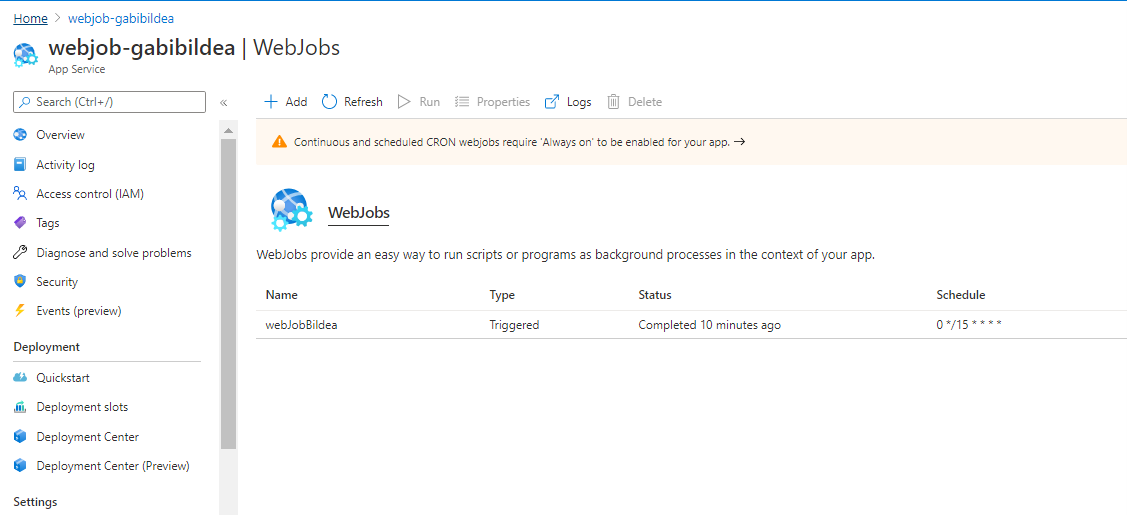 Home > webjob-gabibildea
webjob-gabibildea | WebJobs
App Service
Search (Ctrl+/)
«
Overview
Activity log
Access control (IAM)
Tags
Diagnose and solve problems
Security
Events (preview)
Deployment
Quickstart
Deployment slots
Deployment Center
Deployment Center (Preview)
Settings
Add Refresh Run Properties Logs Delete
Continuous and scheduled CRON webjobs require 'Always on' to be enabled for your app. →
WebJobs
WebJobs provide an easy way to run scripts or programs as background processes in the context of your app.
Name Type Status Schedule
webJobBildea Triggered Completed 10 minutes ago 0 */15 * * * *